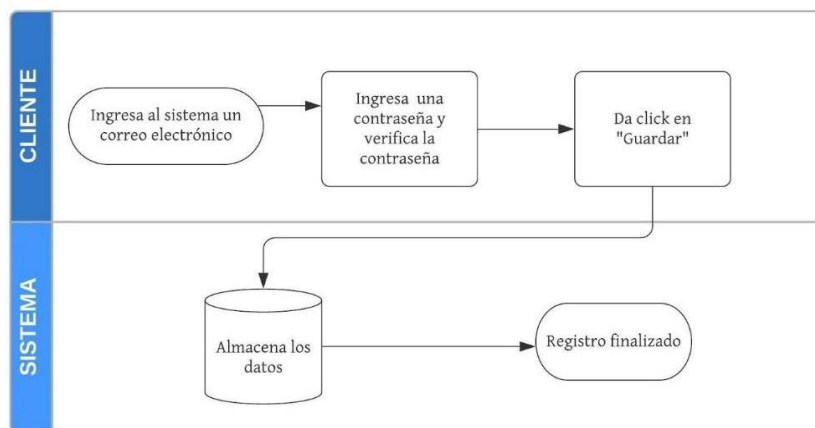 CLIENTE
Ingresa al sistema un
correo electrónico
Ingresa una
contraseña y
verifica la
contraseña
Da click en
"Guardar"
SISTEMA
Almacena los
datos
Registro finalizado